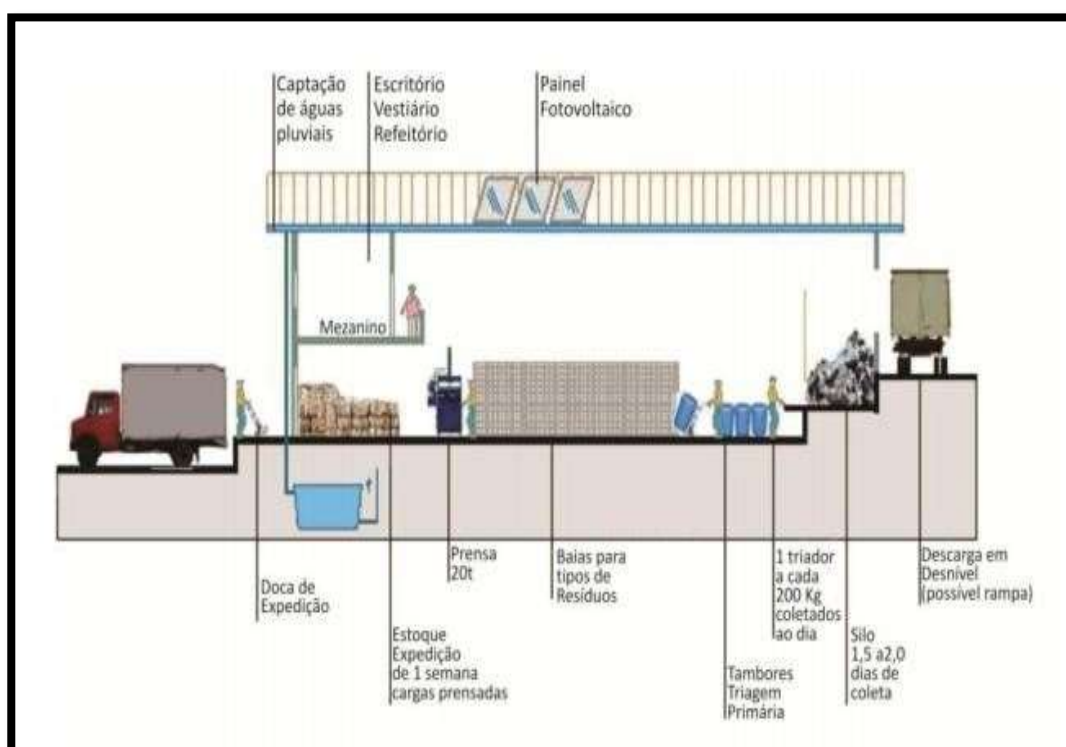 Captação
de águas
pluviais
Escritório
Vestiário
Refeitório
Painel
Fotovoltaico
Mezanino
Doca de
Expedição
Estoque
Expedição
de 1 semana
cargas prensadas
Prensa
20t
Baias para
tipos de
Resíduos
Tambores
Triagem
Primária
1 triador
a cada
200 Kg
coletados
ao dia
Silo
1,5 a2,0
dias de
coleta
Descarga em
Desnível
(possível rampa)